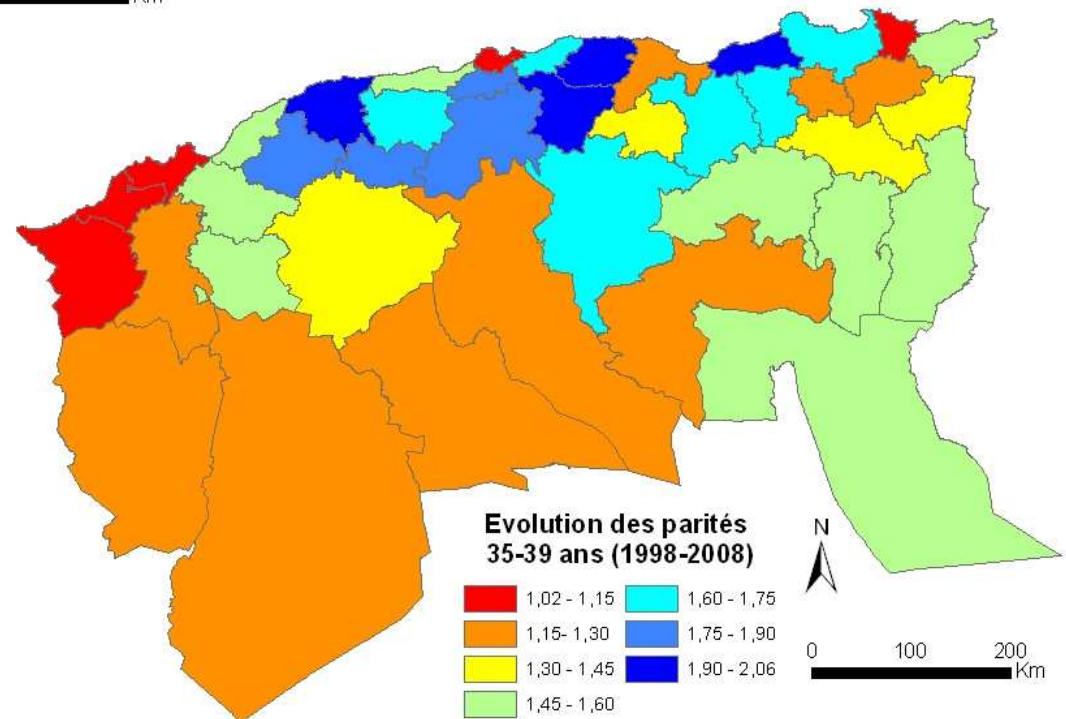 Km
Evolution des parités
35-39 ans (1998-2008)
1,02 - 1,15
1,15- 1,30
1,30 - 1,45
1,45 - 1,60
1,60 - 1,75
1,75 - 1,90
1,90 - 2,06
N
0 100 200
Km